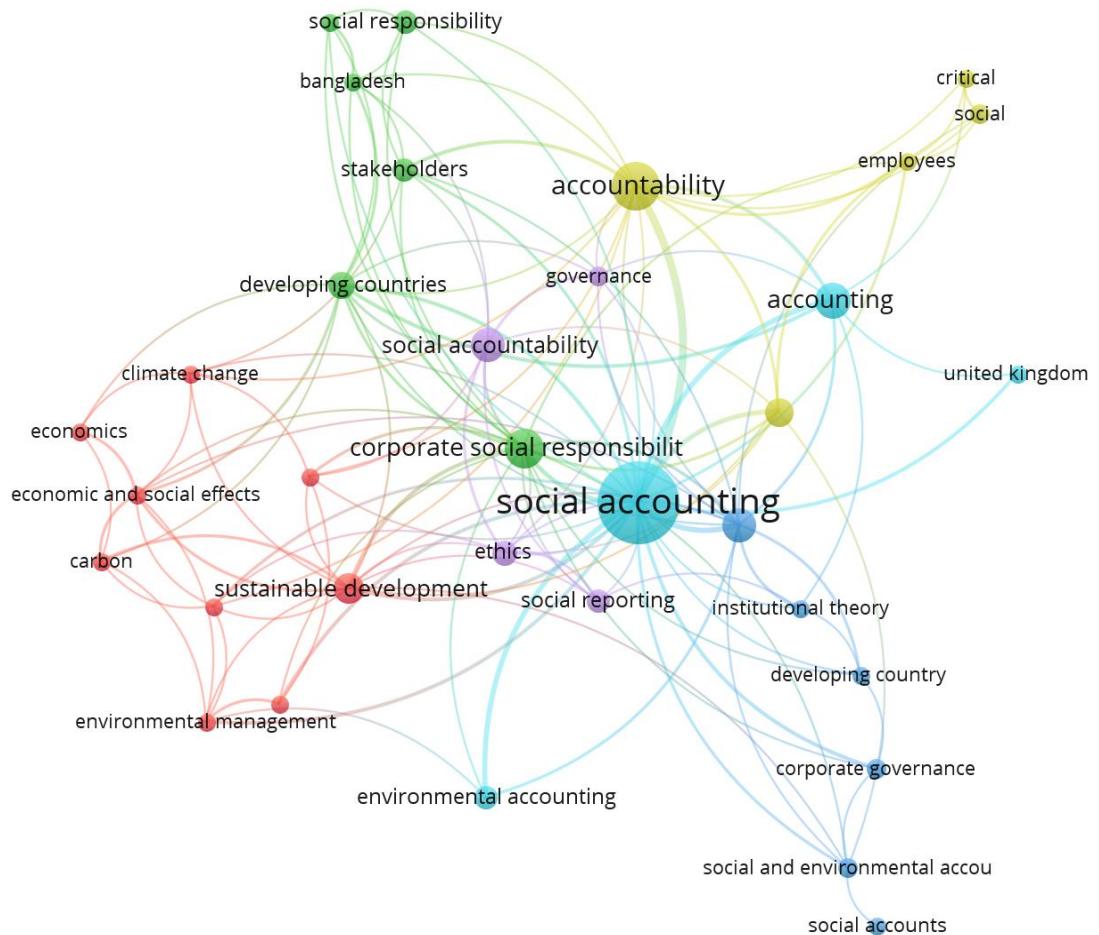 social responsibility
bangladesh
critical
social
employees
stakeholders
accountability
governance
developing countries
accounting
social accountability
climate change
united kingdom
economics
corporate social responsibilit
economic and social effects
social accounting
ethics
carbon
sustainable development
social reporting
institutional theory
developing country
environmental management
corporate governance
environmental accounting
social and environmental accou
social accounts